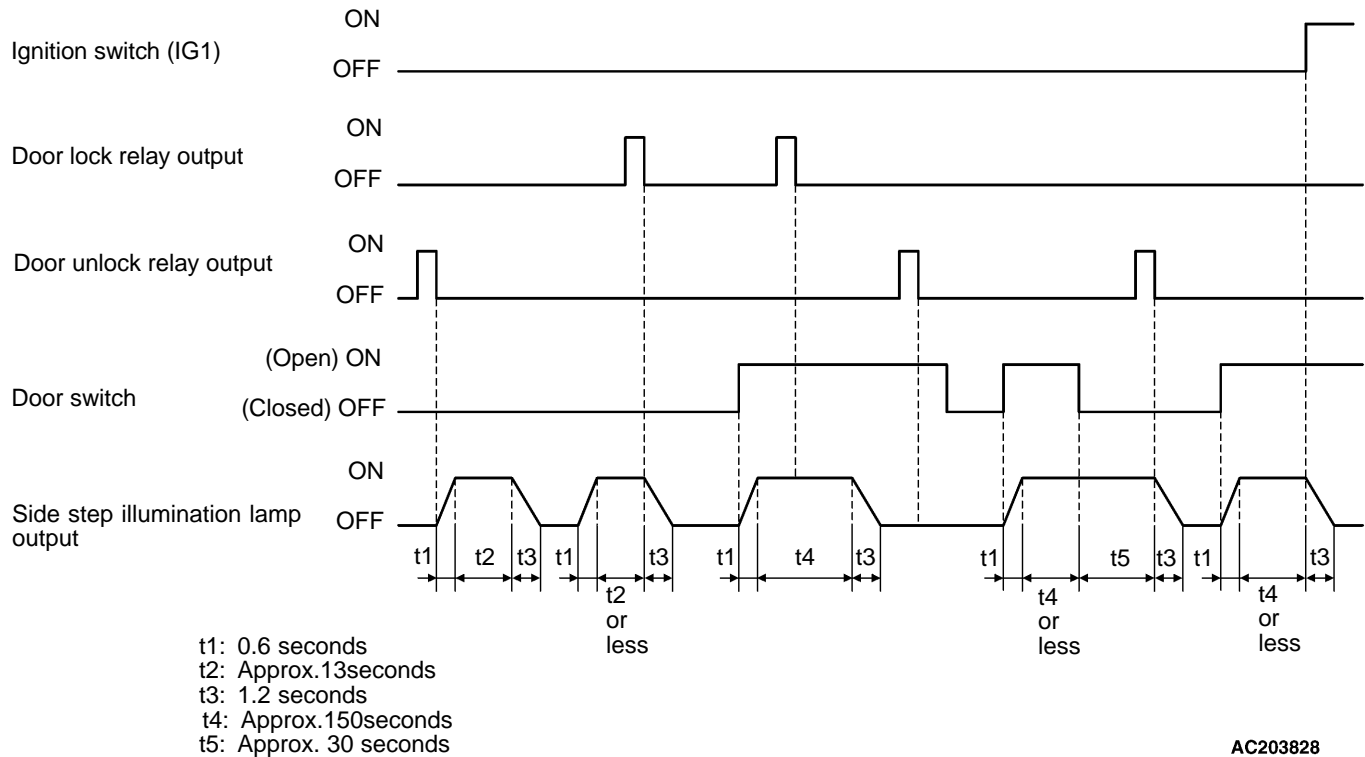 ON
Ignition switch (IG1)
OFF
ON
Door lock relay output
OFF
ON
Door unlock relay output
OFF
(Open) ON
Door switch
(Closed) OFF
ON
Side step illumination lamp
output
OFF
t1 t2 t3 t1 t3 t1 t4 t3 t1 t5 t3 t1 t3
t2
or
less
t4
or
less
t4
or
less
t1: 0.6 seconds
t2: Approx.13seconds
t3: 1.2 seconds
t4: Approx.150seconds
t5: Approx. 30 seconds
AC203828